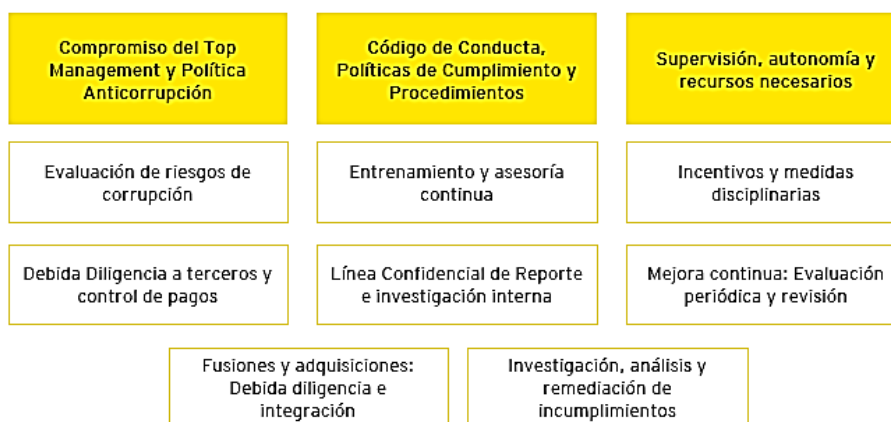 Compromiso del Top
Management y Política
Anticorrupción
Código de Conducta,
Políticas de Cumplimiento y
Procedimientos
Supervisión, autonomía y
recursos necesarios
Evaluación de riesgos de
corrupción
Entrenamiento y asesoría
continua
Incentivos y medidas
disciplinarias
Debida Diligencia a terceros y
control de pagos
Línea Confidencial de Reporte
e investigación interna
Mejora continua: Evaluación
periódica y revisión
Fusiones y adquisiciones:
Debida diligencia e
integración
Investigación, análisis y
remediación de
incumplimientos